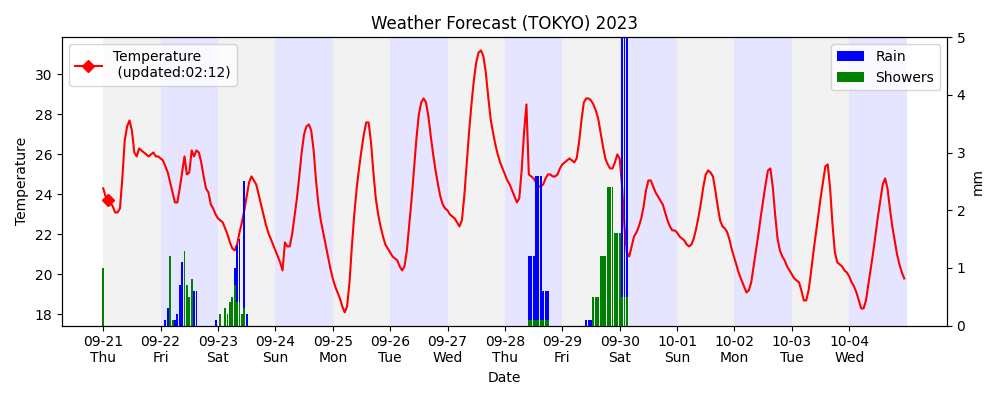 Weather Forecast (TOKYO) 2023
Temperature
(updated:02:12)
Rain
Showers
Temperature
30
28
26
24
22
20
18
5
4
3
2
1
0
mm
09-21 09-22 09-23 09-24 09-25 09-26 09-27 09-28 09-29 09-30 10-01 10-02 10-03 10-04
Thu Fri Sat Sun Mon Tue Wed Thu Fri Sat Sun Mon Tue Wed
Date